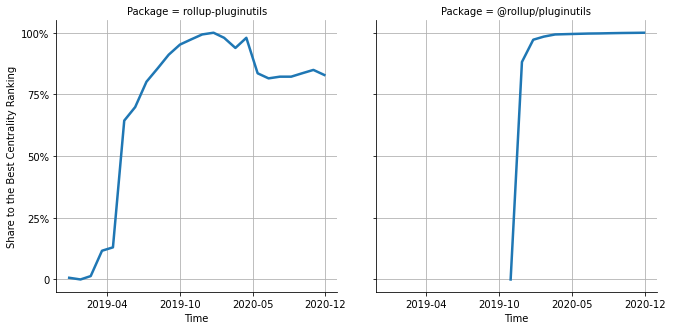 Package = rollup-pluginutils
Package = @rollup/pluginutils
Share to the Best Centrality Ranking
100%
75%
50%
25%
0
2019-04
2019-10
2020-05
2020-12
2019-04
2019-10
2020-05
2020-12
Time
Time